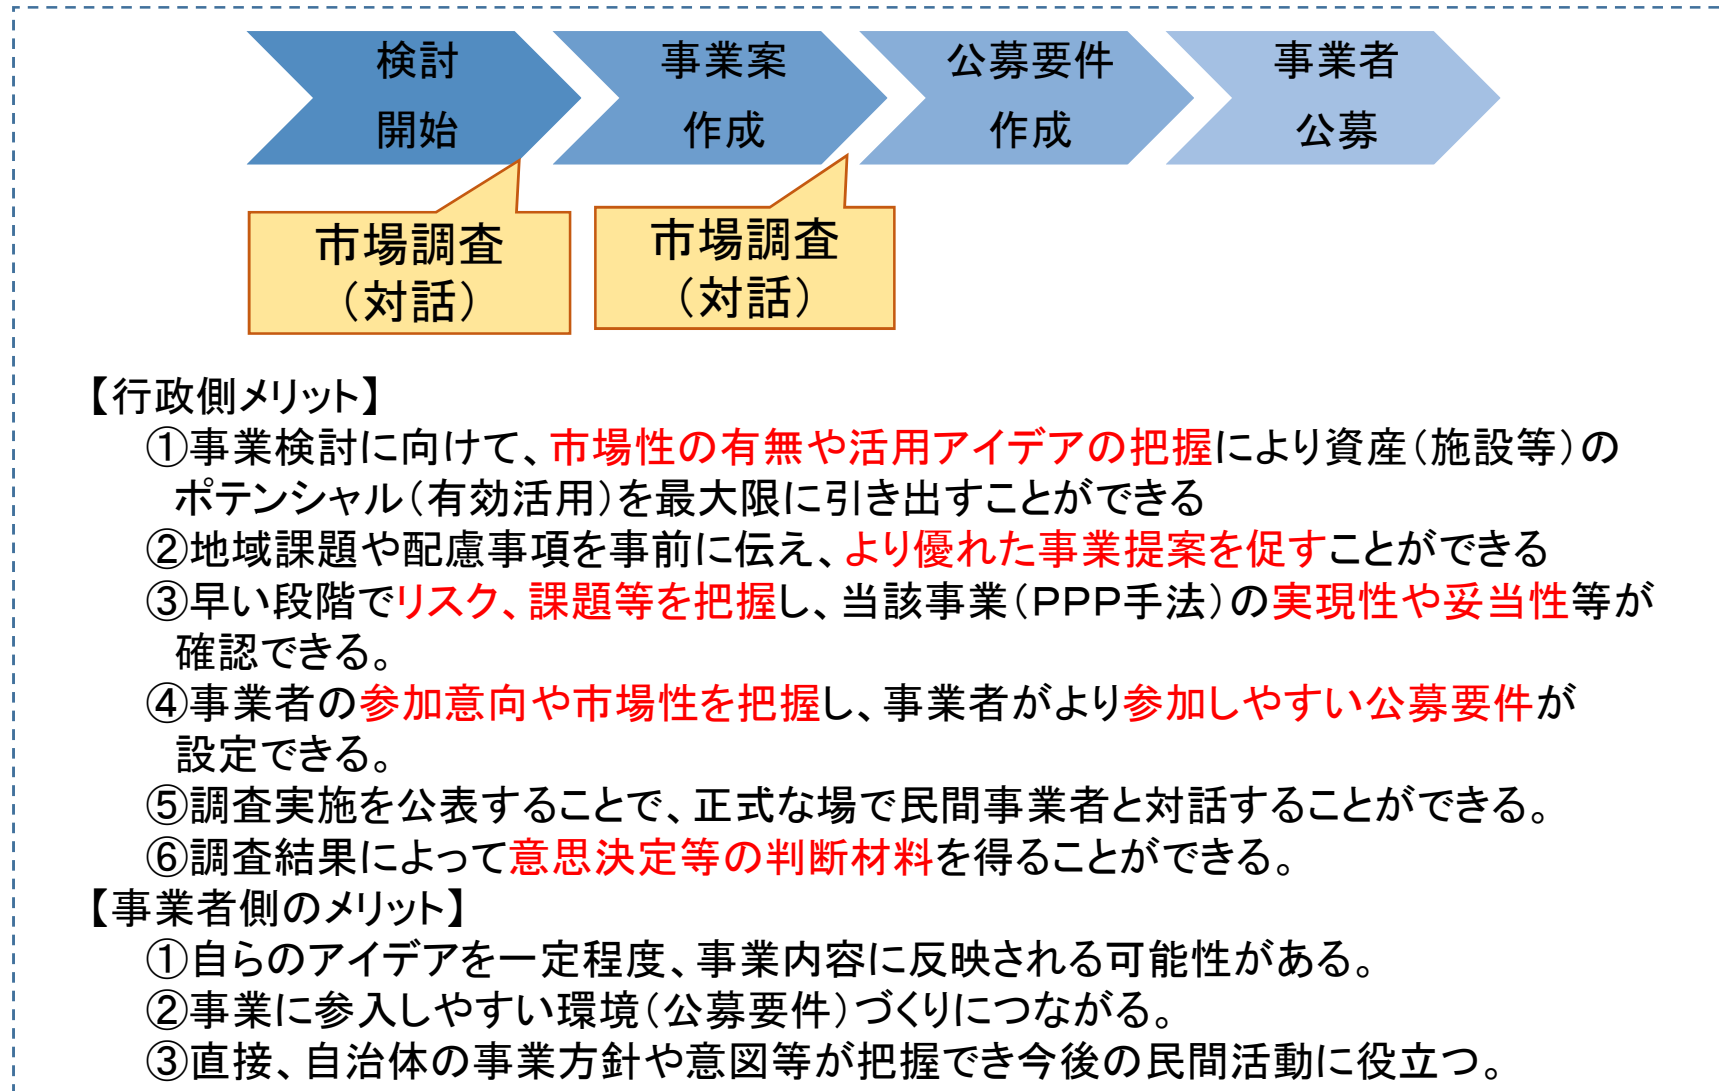 検討
開始
事業案
作成
公募要件
作成
事業者
公募
市場調査
（対話）
市場調査
（対話）
【行政側メリット】
①事業検討に向けて、市場性の有無や活用アイデアの把握により資産（施設等）の
ポテンシャル（有効活用）を最大限に引き出すことができる
②地域課題や配慮事項を事前に伝え、より優れた事業提案を促すことができる
③早い段階でリスク、課題等を把握し、当該事業（PPP手法）の実現性や妥当性等が
確認できる。
④事業者の参加意向や市場性を把握し、事業者がより参加しやすい公募要件が
設定できる。
⑤調査実施を公表することで、正式な場で民間事業者と対話することができる。
⑥調査結果によって意思決定等の判断材料を得ることができる。
【事業者側のメリット】
①自らのアイデアを一定程度、事業内容に反映される可能性がある。
②事業に参入しやすい環境（公募要件）づくりにつながる。
③直接、自治体の事業方針や意図等が把握でき今後の民間活動に役立つ。